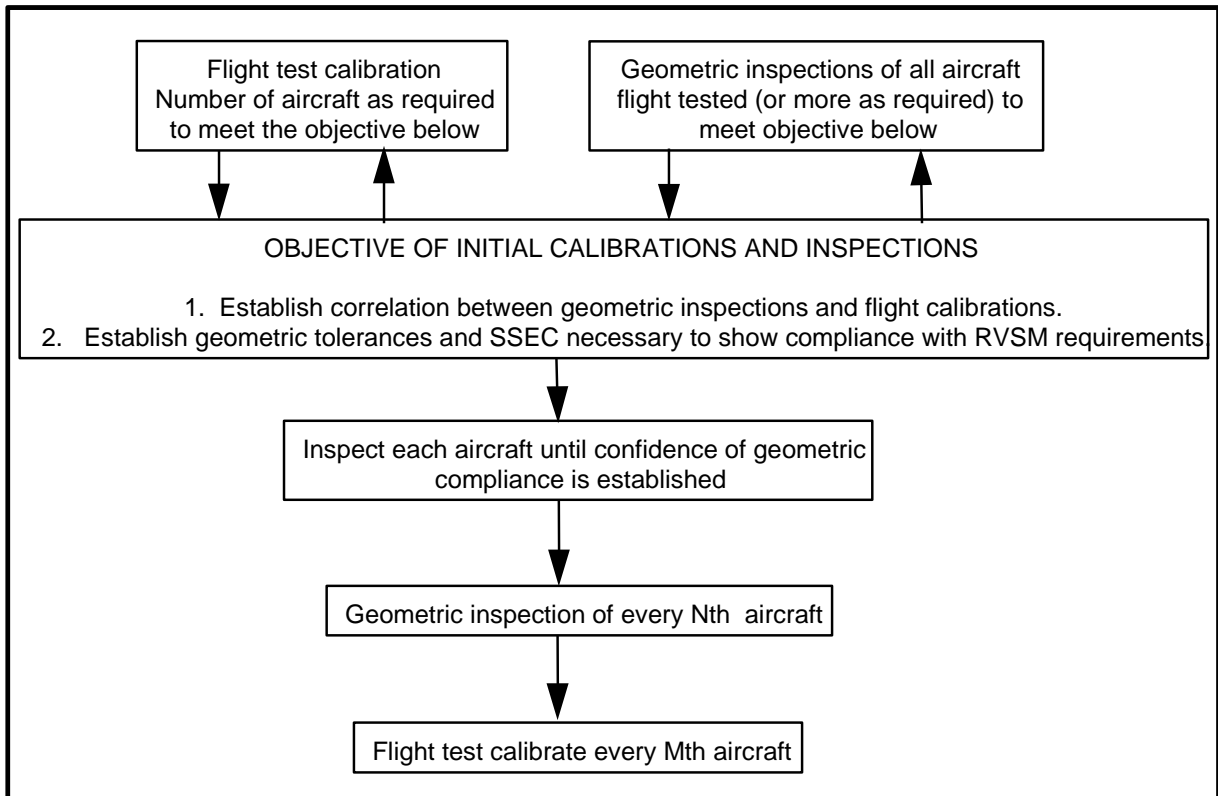 Flight test calibration
Number of aircraft as required
to meet the objective below
Geometric inspections of all aircraft
flight tested (or more as required) to
meet objective below
OBJECTIVE OF INITIAL CALIBRATIONS AND INSPECTIONS
1. Establish correlation between geometric inspections and flight calibrations.
2. Establish geometric tolerances and SSEC necessary to show compliance with RVSM requirements.
Inspect each aircraft until confidence of geometric
compliance is established
Geometric inspection of every Nth aircraft
Flight test calibrate every Mth aircraft